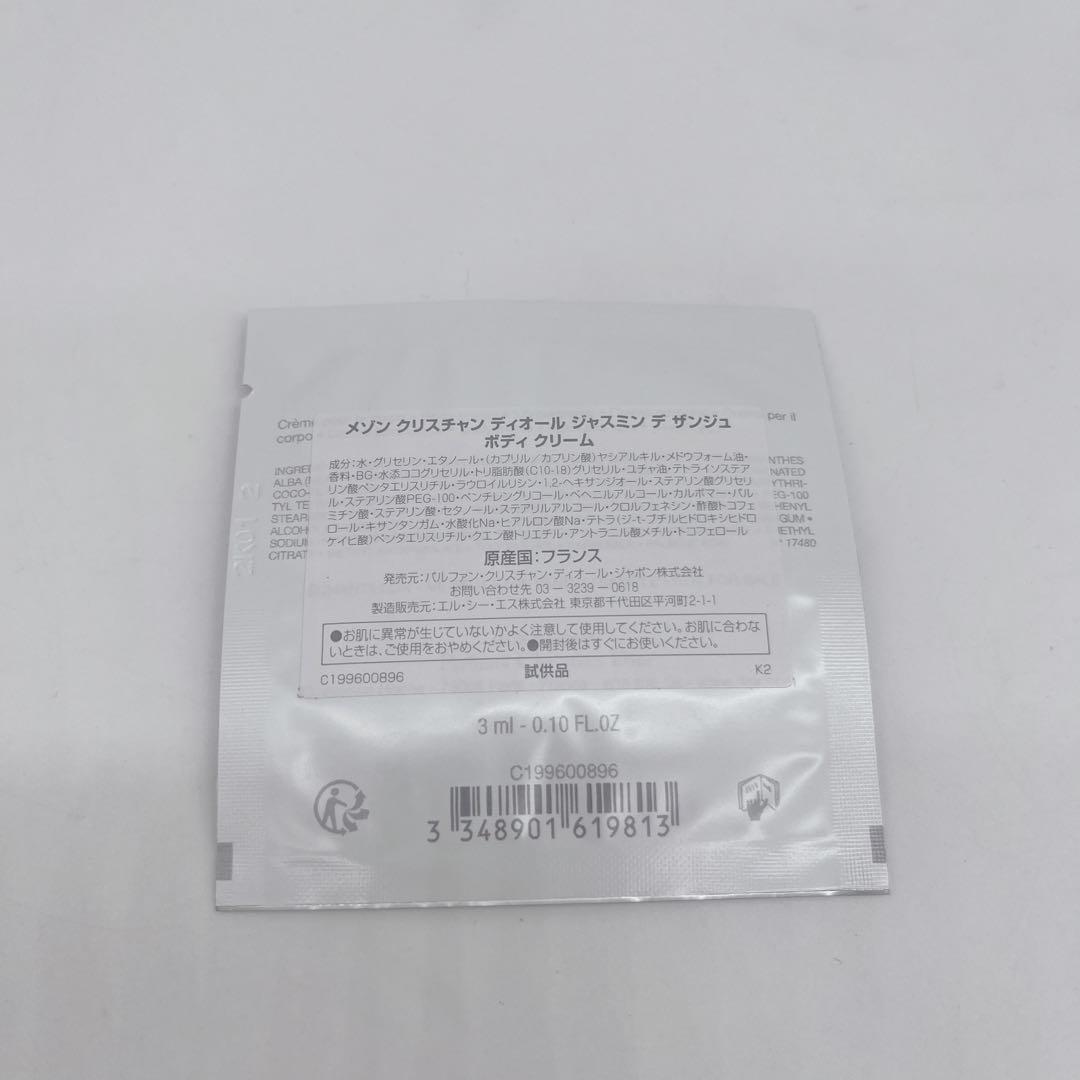 Crèm
per il
corpo
メゾン クリスチャン ディオール ジャスミン デ ザンジュ
ボディ クリーム
成分:水・グリセリン・エタノール・(カプリル/カプリン酸)ヤシアルキル・メドウフォーム油・
香料・BG・水添ココグリセリル・トリ脂肪酸(C10-18)グリセリル・ユチャ油・テトライソステア
リン酸ペンタエリスリチル・ラウロイルリシン・1,2-ヘキサンジオール・ステアリン酸グリセリ
ル・ステアリン酸PEG-100・ペンチレングリコール・ベヘニルアルコール・カルボマー・パル
ミチン酸・ステアリン酸・セタノール・ステアリルアルコール・クロルフェネシン・酢酸トコフェ
ロール・キサンタンガム・水酸化Na・ヒアルロン酸Na・テトラ(ジ-t-ブチルヒドロキシヒドロ
ケイヒ酸)ペンタエリスリチル・クエン酸トリエチル・アントラニル酸メチル・トコフェロール
原産国:フランス
発売元:パルファン・クリスチャン・ディオール・ジャポン株式会社
お問い合わせ先 03-3239-0618
製造販売元:エル・シー・エス株式会社 東京都千代田区平河町2-1-1
●お肌に異常が生じていないかよく注意して使用してください。お肌に合わな
いときは、ご使用をおやめください。●開封後はすぐにお使いください。
C199600896 試供品 K2
INGRE
ALBA (
COCO-
TYL TE
STEAR
ALCOH
SODIU
CITRAT
NTHES
NATED
YTHRI-
EG-100
HENYL
GUM •
METHYL
17480
3 ml - 0.10 FL.OZ
C199600896
3 348901 619813